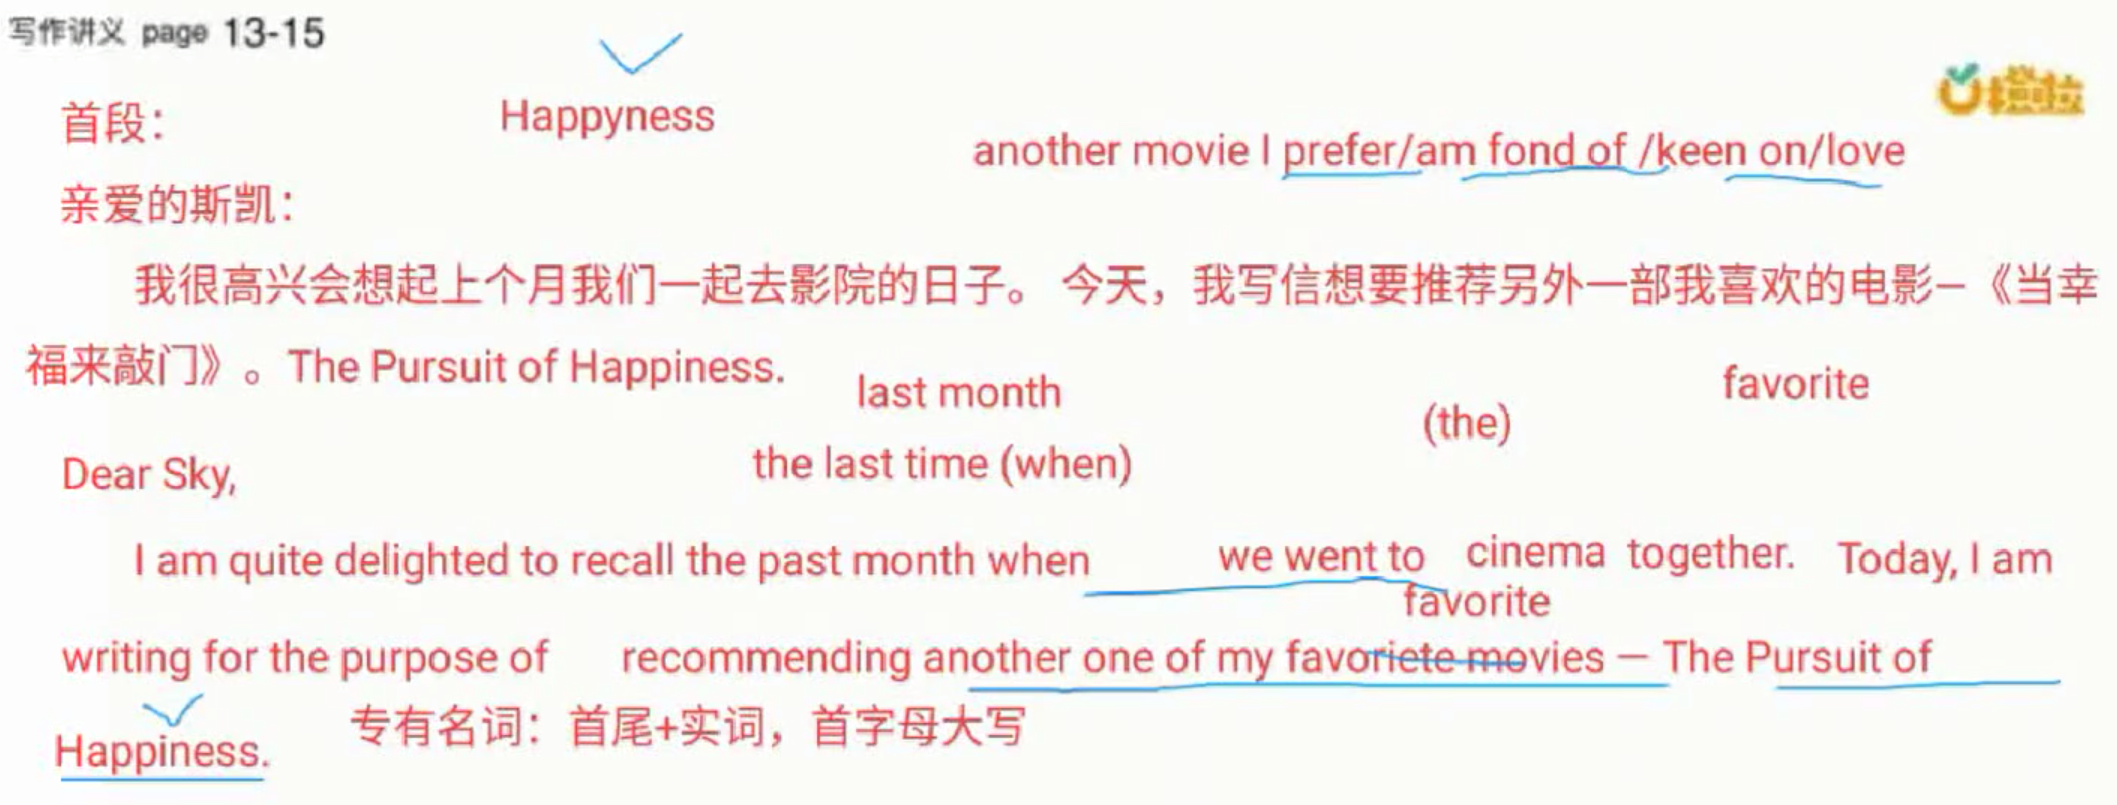 写作讲义 page 13-15
Happyness
橙啦
首段：
another movie I prefer/am fond of /keen on/love
亲爱的斯凯：
我很高兴会想起上个月我们一起去影院的日子。 今天，我写信想要推荐另外一部我喜欢的电影–《当幸
福来敲门》。The Pursuit of Happiness.
last month
favorite
(the)
the last time (when)
Dear Sky,
I am quite delighted to recall the past month when we went to cinema together. Today, I am
favorite
writing for the purpose of recommending another one of my favoriete movies — The Pursuit of
Happiness.
专有名词：首尾+实词，首字母大写